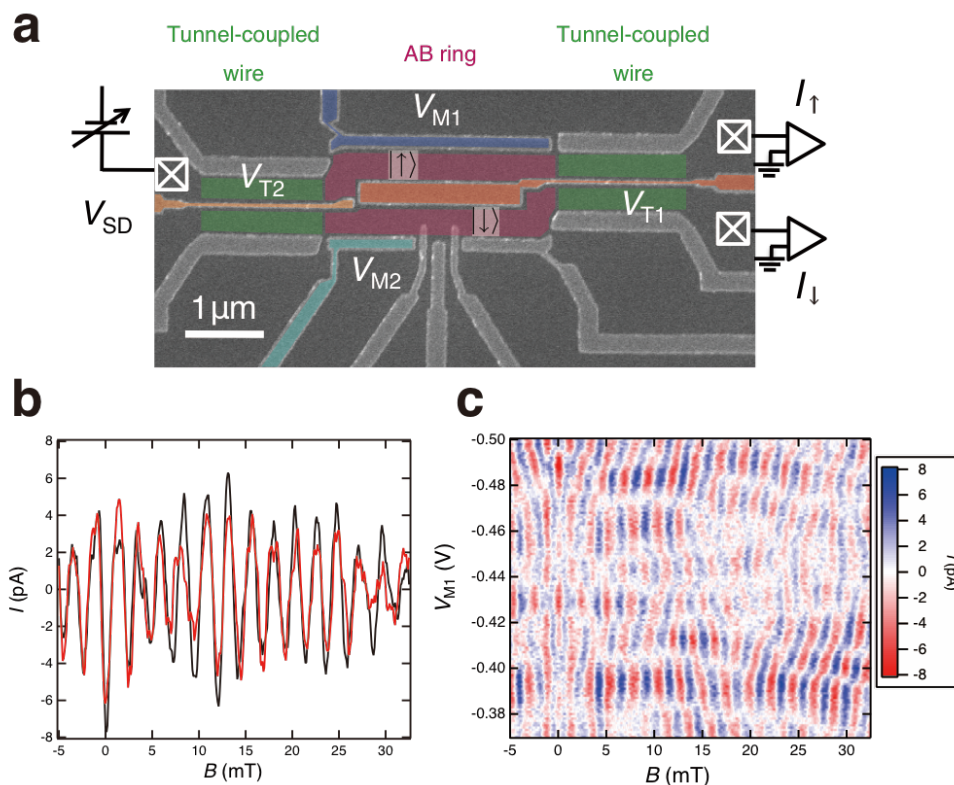 a
Tunnel-coupled
wire
AB ring
Tunnel-coupled
wire
V_M1
I_↑
|↑⟩
V_T2
V_T1
V_SD
|↓⟩
V_M2
I_↓
1μm
b
c
8
6
4
2
0
-2
-4
-6
-8
I (pA)
-5 0 5 10 15 20 25 30
B (mT)
-0.50
-0.48
-0.46
-0.44
-0.42
-0.40
-0.38
V_M1 (V)
-5 0 5 10 15 20 25 30
B (mT)
8
6
4
2
0
-2
-4
-6
-8
I (pA)